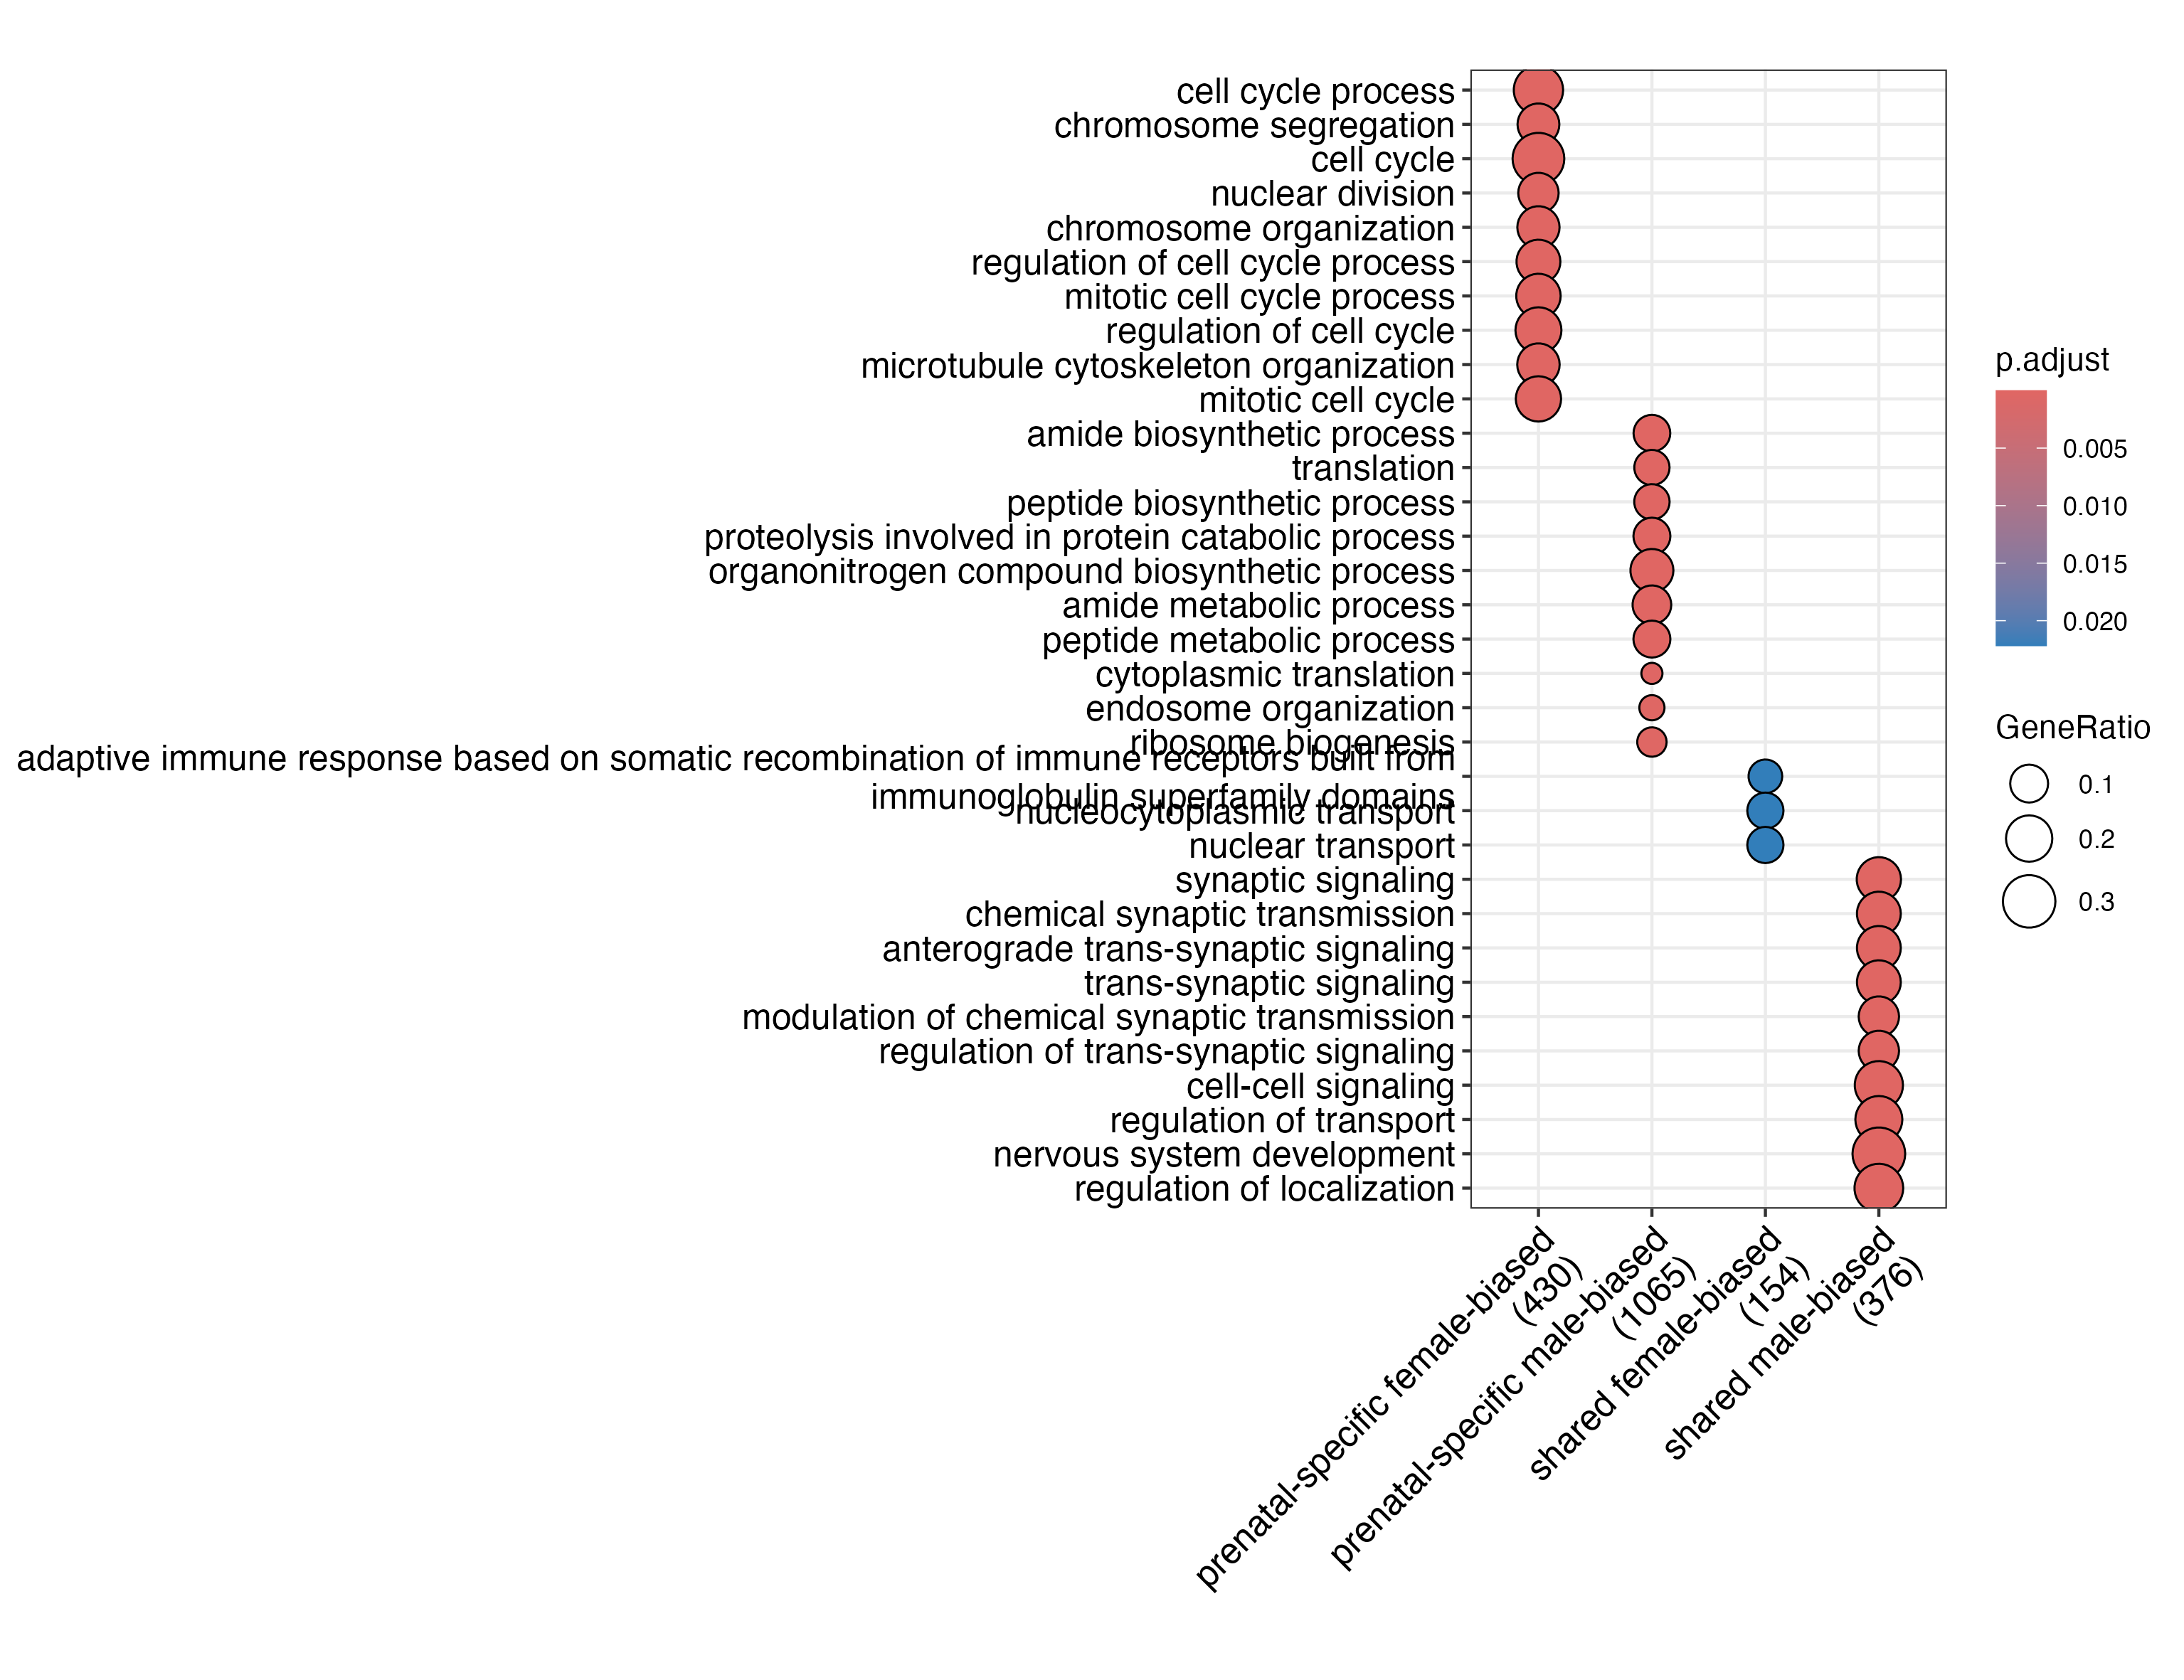 cell cycle process
chromosome segregation
cell cycle
nuclear division
chromosome organization
regulation of cell cycle process
mitotic cell cycle process
regulation of cell cycle
microtubule cytoskeleton organization
mitotic cell cycle
amide biosynthetic process
translation
peptide biosynthetic process
proteolysis involved in protein catabolic process
organonitrogen compound biosynthetic process
amide metabolic process
peptide metabolic process
cytoplasmic translation
endosome organization
ribosome biogenesis
adaptive immune response based on somatic recombination of immune receptors built from
immunoglobulin superfamily domains
nucleocytoplasmic transport
nuclear transport
synaptic signaling
chemical synaptic transmission
anterograde trans-synaptic signaling
trans-synaptic signaling
modulation of chemical synaptic transmission
regulation of trans-synaptic signaling
cell-cell signaling
regulation of transport
nervous system development
regulation of localization
prenatal-specific female-biased
(430)
prenatal-specific male-biased
(1065)
shared female-biased
(154)
shared male-biased
(376)
p.adjust
0.005
0.010
0.015
0.020
GeneRatio
0.1
0.2
0.3